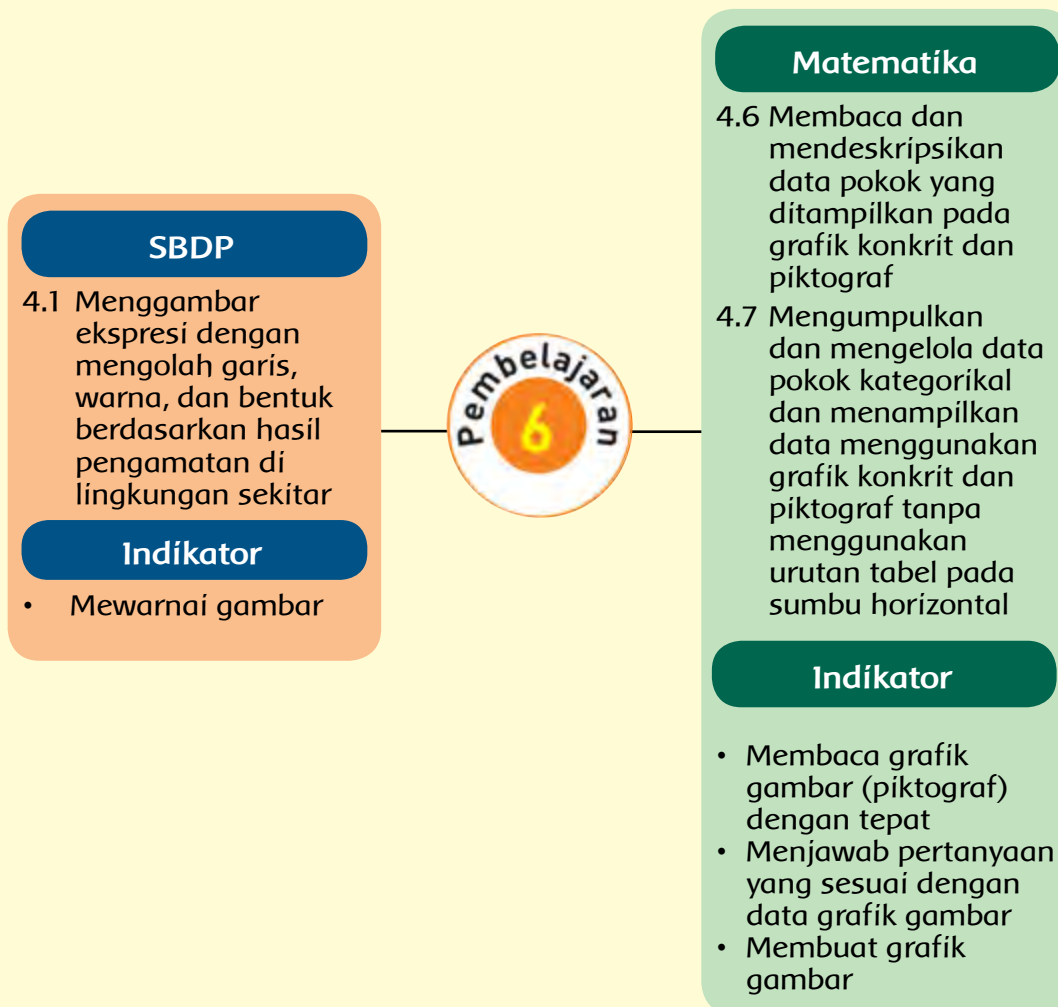 SBDP
4.1 Menggambar
ekspresi dengan
mengolah garis,
warna, dan bentuk
berdasarkan hasil
pengamatan di
lingkungan sekitar
Indikator
• Mewarnai gambar
Pembelajaran
6
Matematika
4.6 Membaca dan
mendeskripsikan
data pokok yang
ditampilkan pada
grafik konkrit dan
piktograf
4.7 Mengumpulkan
dan mengelola data
pokok kategorikal
dan menampilkan
data menggunakan
grafik konkrit dan
piktograf tanpa
menggunakan
urutan tabel pada
sumbu horizontal
Indikator
• Membaca grafik
gambar (piktograf)
dengan tepat
• Menjawab pertanyaan
yang sesuai dengan
data grafik gambar
• Membuat grafik
gambar